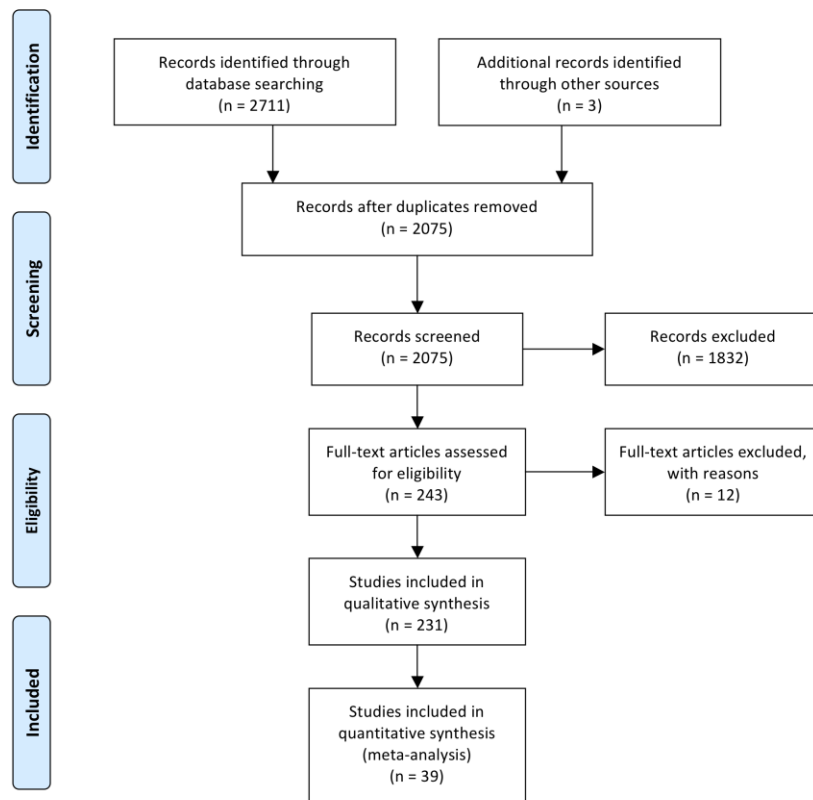 Identification
Records identified through
database searching
(n = 2711)
Additional records identified
through other sources
(n = 3)
Records after duplicates removed
(n = 2075)
Screening
Records screened
(n = 2075)
Records excluded
(n = 1832)
Eligibility
Full-text articles assessed
for eligibility
(n = 243)
Full-text articles excluded,
with reasons
(n = 12)
Studies included in
qualitative synthesis
(n = 231)
Included
Studies included in
quantitative synthesis
(meta-analysis)
(n = 39)